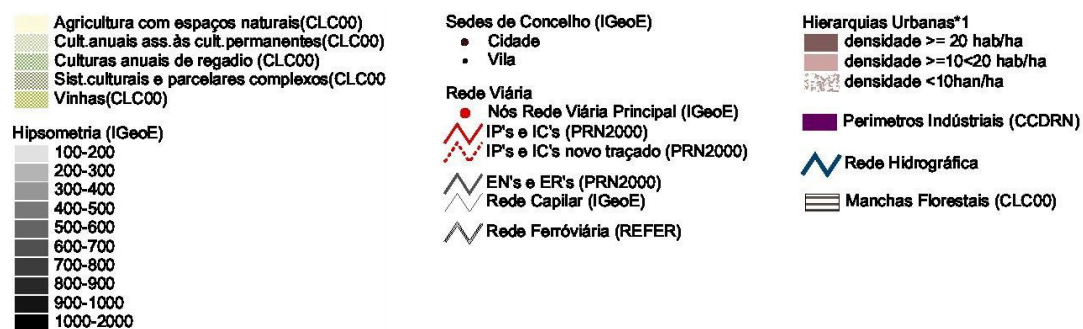 Agricultura com espaços naturais(CLC00)
Cult.anuais ass.às cult.permanentes(CLC00)
Culturas anuais de regadio (CLC00)
Sist.culturais e parcelares complexos(CLC00
Vinhas(CLC00)
Hipsometria (IGeoE)
100-200
200-300
300-400
400-500
500-600
600-700
700-800
800-900
900-1000
1000-2000
Sedes de Concelho (IGeoE)
Cidade
Vila
Rede Viária
Nós Rede Viária Principal (IGeoE)
IP's e IC's (PRN2000)
IP's e IC's novo traçado (PRN2000)
EN's e ER's (PRN2000)
Rede Capilar (IGeoE)
Rede Ferróviária (REFER)
Hierarquias Urbanas*1
densidade >= 20 hab/ha
densidade >=10<20 hab/ha
densidade <10han/ha
Perimetros Indústriais (CCDRN)
Rede Hidrográfica
Manchas Florestais (CLC00)